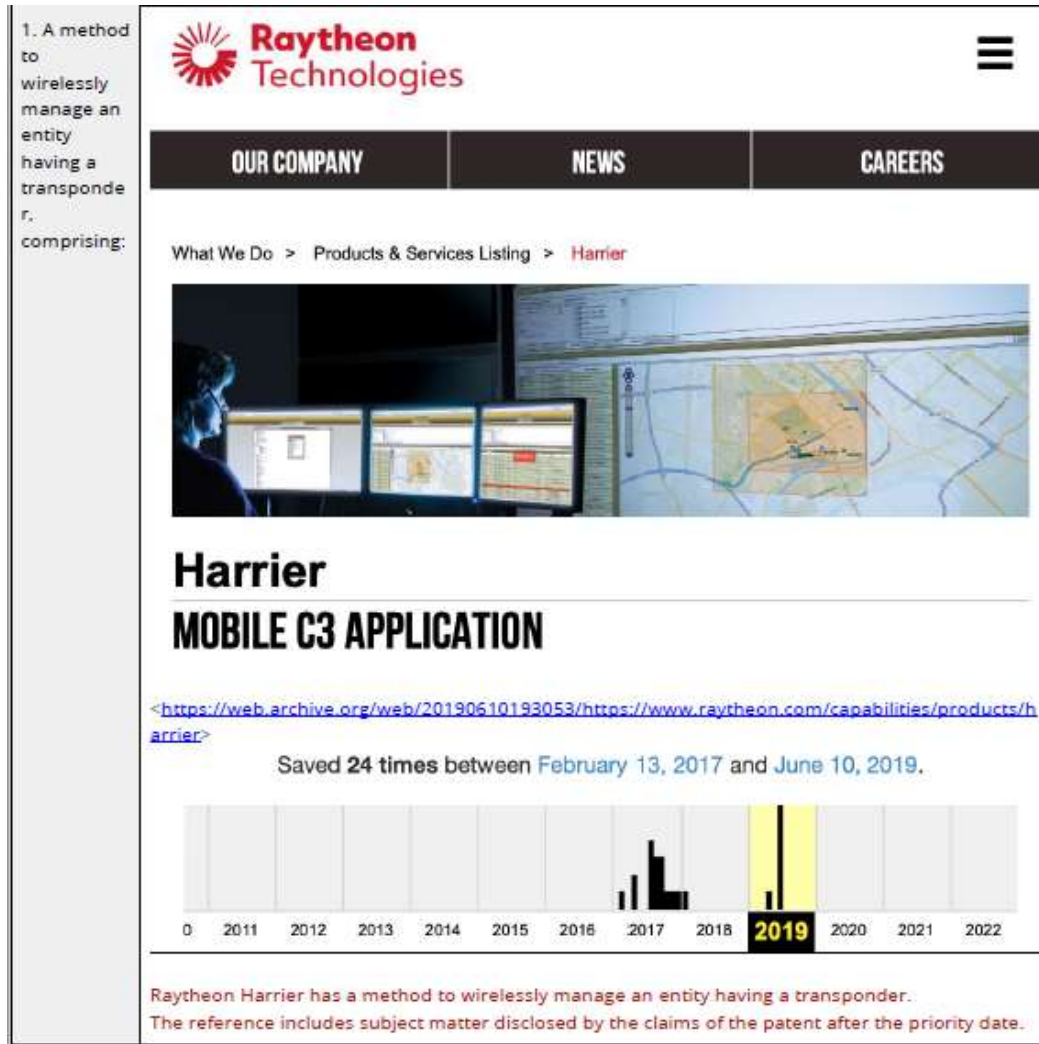 1. A method
to
wirelessly
manage an
entity
having a
transponde
r,
comprising:
Raytheon
Technologies
OUR COMPANY
NEWS
CAREERS
What We Do > Products & Services Listing > Harrier
Harrier
MOBILE C3 APPLICATION
<https://web.archive.org/web/20190610193053/https://www.raytheon.com/capabilities/products/h
arrier>
Saved 24 times between February 13, 2017 and June 10, 2019.
0 2011 2012 2013 2014 2015 2016 2017 2018 2019 2020 2021 2022
Raytheon Harrier has a method to wirelessly manage an entity having a transponder.
The reference includes subject matter disclosed by the claims of the patent after the priority date.